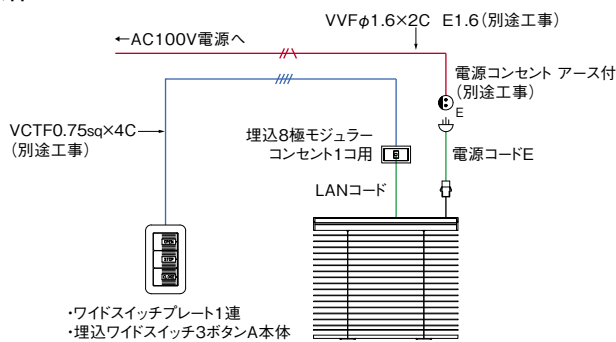 VVFφ1.6×2C E1.6(別途工事)
←AC100V電源へ
電源コンセント アース付
(別途工事)
E
VCTF0.75sq×4C
(別途工事)
埋込8極モジュラー
コンセント1コ用
電源コードE
LANコード
OPEN
STOP
CLOSE
・ワイドスイッチプレート1連
・埋込ワイドスイッチ3ボタンA本体